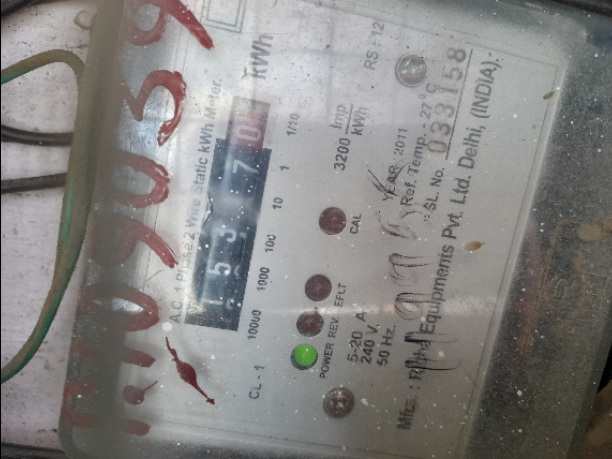 A.C. 1 Phase 2 Wire Static kWh Meter.
1 5 3 7 0 kWh
10000 1000 100 10 1 1/10
CL - 1
3200 Imp/kWh
RS - 12
POWER REV. EFLT CAL
5-20 A
240 V.
50 Hz.
YEAR 2011
Ref. Temp. - 27 °C
SL. No. 033158
Mfrs. : Equipments Pvt. Ltd. Delhi, (INDIA).